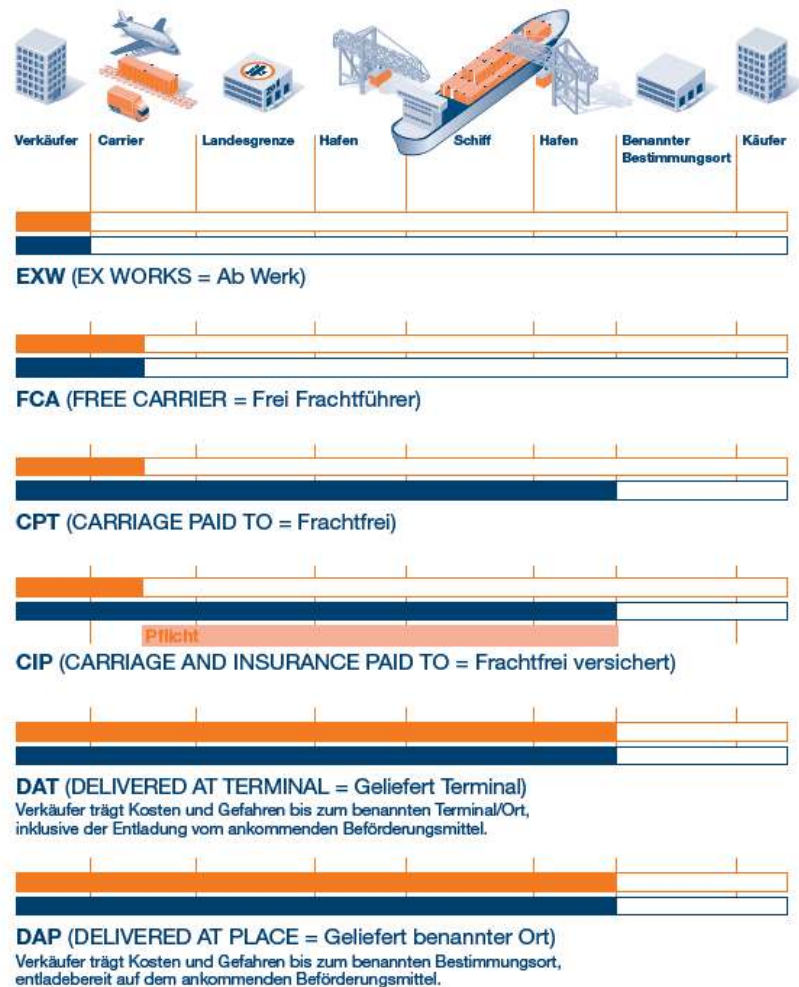 Verkäufer Carrier Landesgrenze Hafen Schiff Hafen Benannter Käufer
Bestimmungsort
EXW (EX WORKS = Ab Werk)
FCA (FREE CARRIER = Frei Frachtführer)
CPT (CARRIAGE PAID TO = Frachtfrei)
Pflicht
CIP (CARRIAGE AND INSURANCE PAID TO = Frachtfrei versichert)
DAT (DELIVERED AT TERMINAL = Geliefert Terminal)
Verkäufer trägt Kosten und Gefahren bis zum benannten Terminal/Ort,
inklusive der Entladung vom ankommenden Beförderungsmittel.
DAP (DELIVERED AT PLACE = Geliefert benannter Ort)
Verkäufer trägt Kosten und Gefahren bis zum benannten Bestimmungsort,
entladebereit auf dem ankommenden Beförderungsmittel.